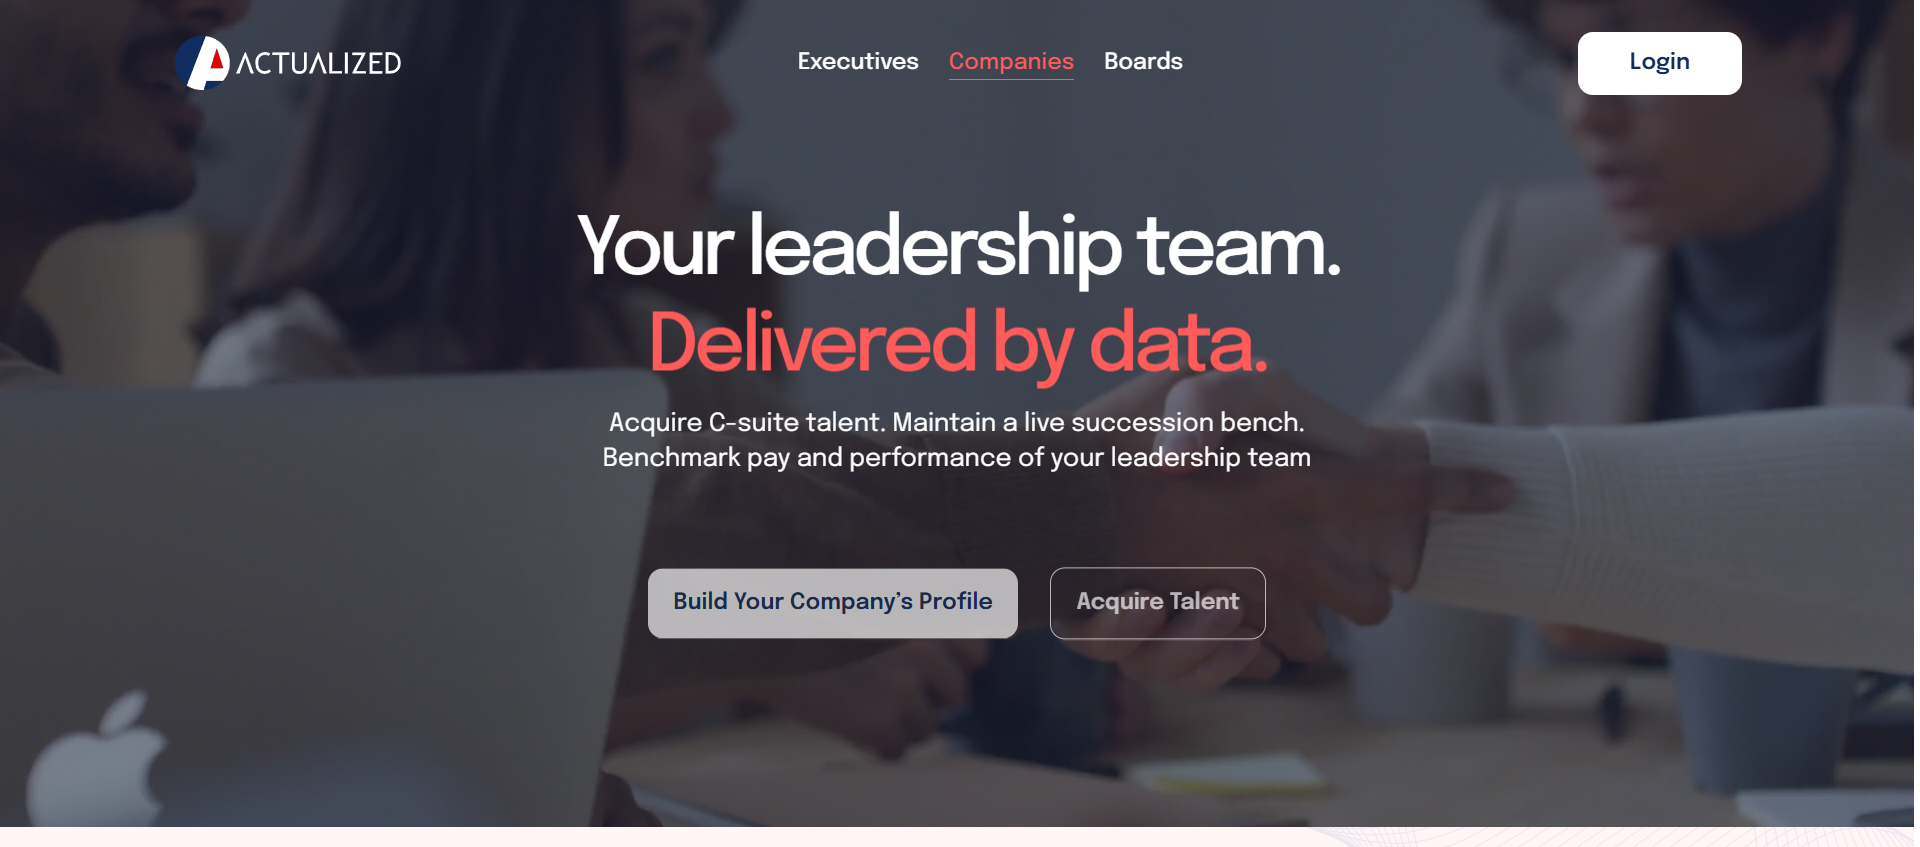 ACTUALIZED
Executives
Companies
Boards
Login
Your leadership team.
Delivered by data.
Acquire C-suite talent. Maintain a live succession bench.
Benchmark pay and performance of your leadership team
Build Your Company’s Profile
Acquire Talent